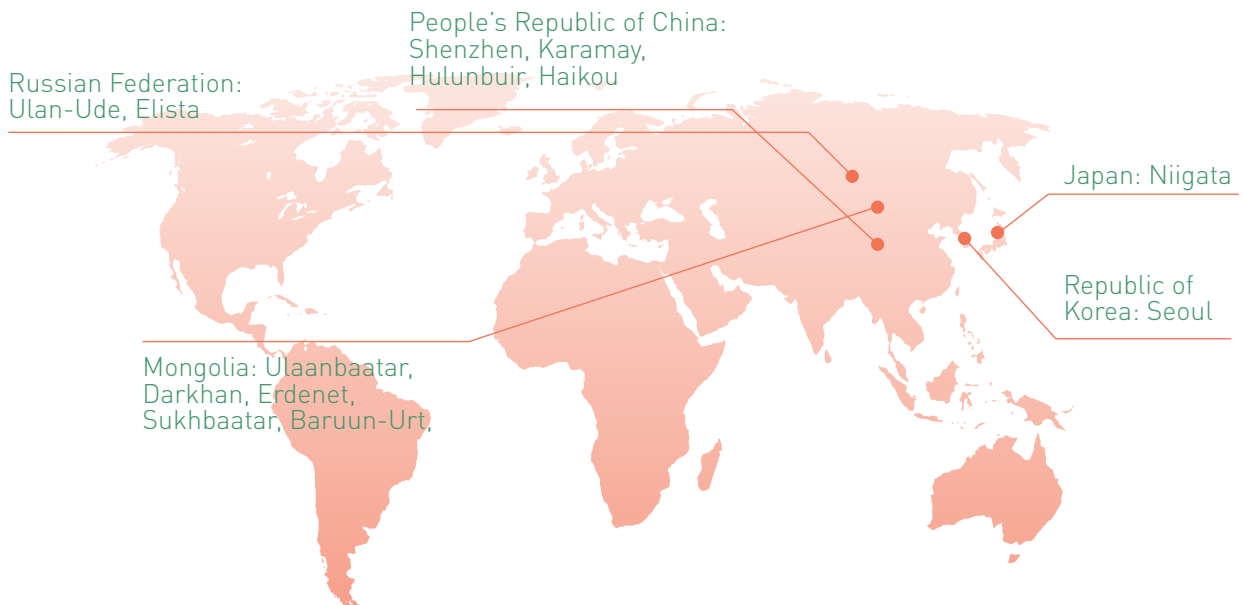 People’s Republic of China:
Shenzhen, Karamay,
Hulunbuir, Haikou
Russian Federation:
Ulan-Ude, Elista
Japan: Niigata
Republic of
Korea: Seoul
Mongolia: Ulaanbaatar,
Darkhan, Erdenet,
Sukhbaatar, Baruun-Urt,